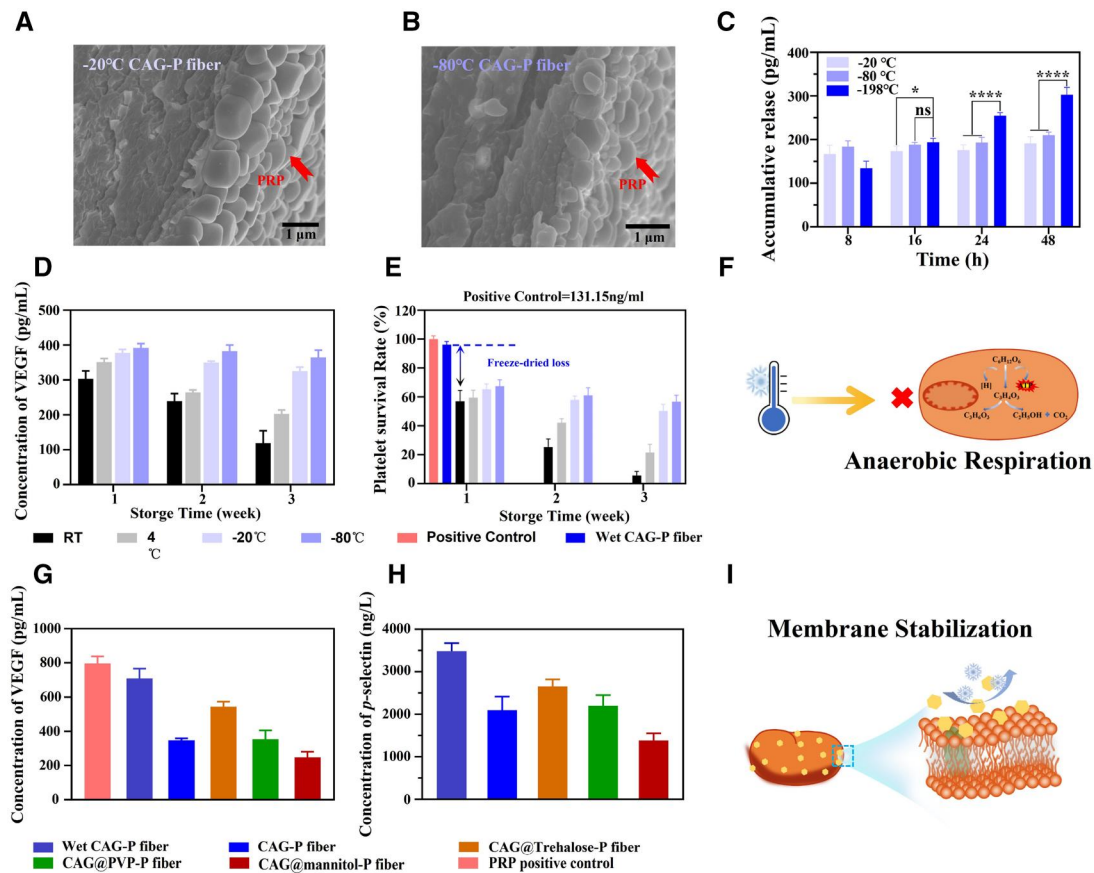 A
-20℃ CAG-P fiber
PRP
1 μm
B
-80℃ CAG-P fiber
PRP
1 μm
C
Accumulative relase (pg/mL)
400
300
200
100
0
-20 ℃
-80 ℃
-198℃
*
ns
****
****
8
16
24
48
Time (h)
D
Concentration of VEGF (pg/mL)
500
400
300
200
100
0
1
2
3
Storge Time (week)
E
Positive Control=131.15ng/ml
Platelet survival Rate (%)
120
100
80
60
40
20
0
Freeze-dried loss
1
2
3
Storge Time (week)
RT
4
℃
-20℃
-80℃
Positive Control
Wet CAG-P fiber
F
C₆H₁₂O₆
[H]
C₃H₄O₃
C₃H₆O₃
C₂H₅OH + CO₂
Anaerobic Respiration
G
Concentration of VEGF (pg/mL)
1000
800
600
400
200
0
H
Concentration of p-selectin (ng/L)
4000
3000
2000
1000
0
Wet CAG-P fiber
CAG-P fiber
CAG@Trehalose-P fiber
CAG@PVP-P fiber
CAG@mannitol-P fiber
PRP positive control
I
Membrane Stabilization